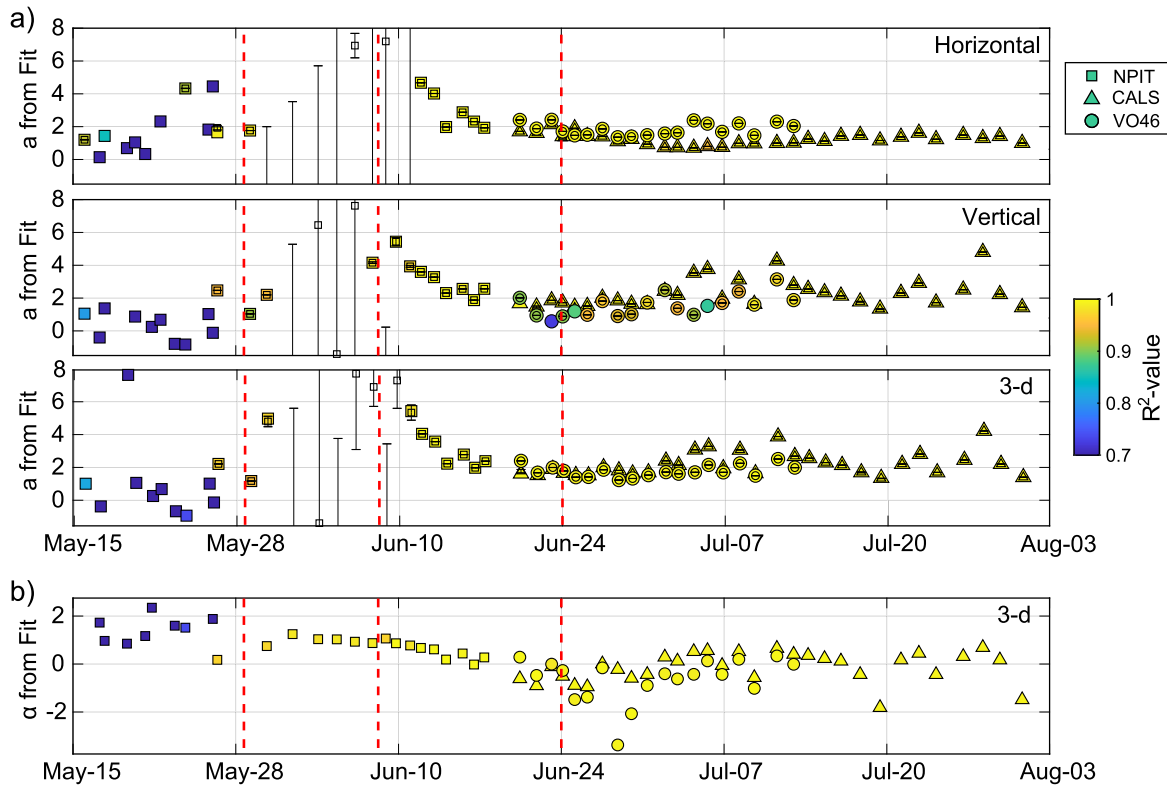 a)
8
6
4
2
0
a from Fit
Horizontal
NPIT
CALS
VO46
8
6
4
2
0
a from Fit
Vertical
8
6
4
2
0
a from Fit
3-d
1
0.9
0.8
0.7
R²-value
May-15 May-28 Jun-10 Jun-24 Jul-07 Jul-20 Aug-03
b)
2
0
-2
α from Fit
3-d
May-15 May-28 Jun-10 Jun-24 Jul-07 Jul-20 Aug-03